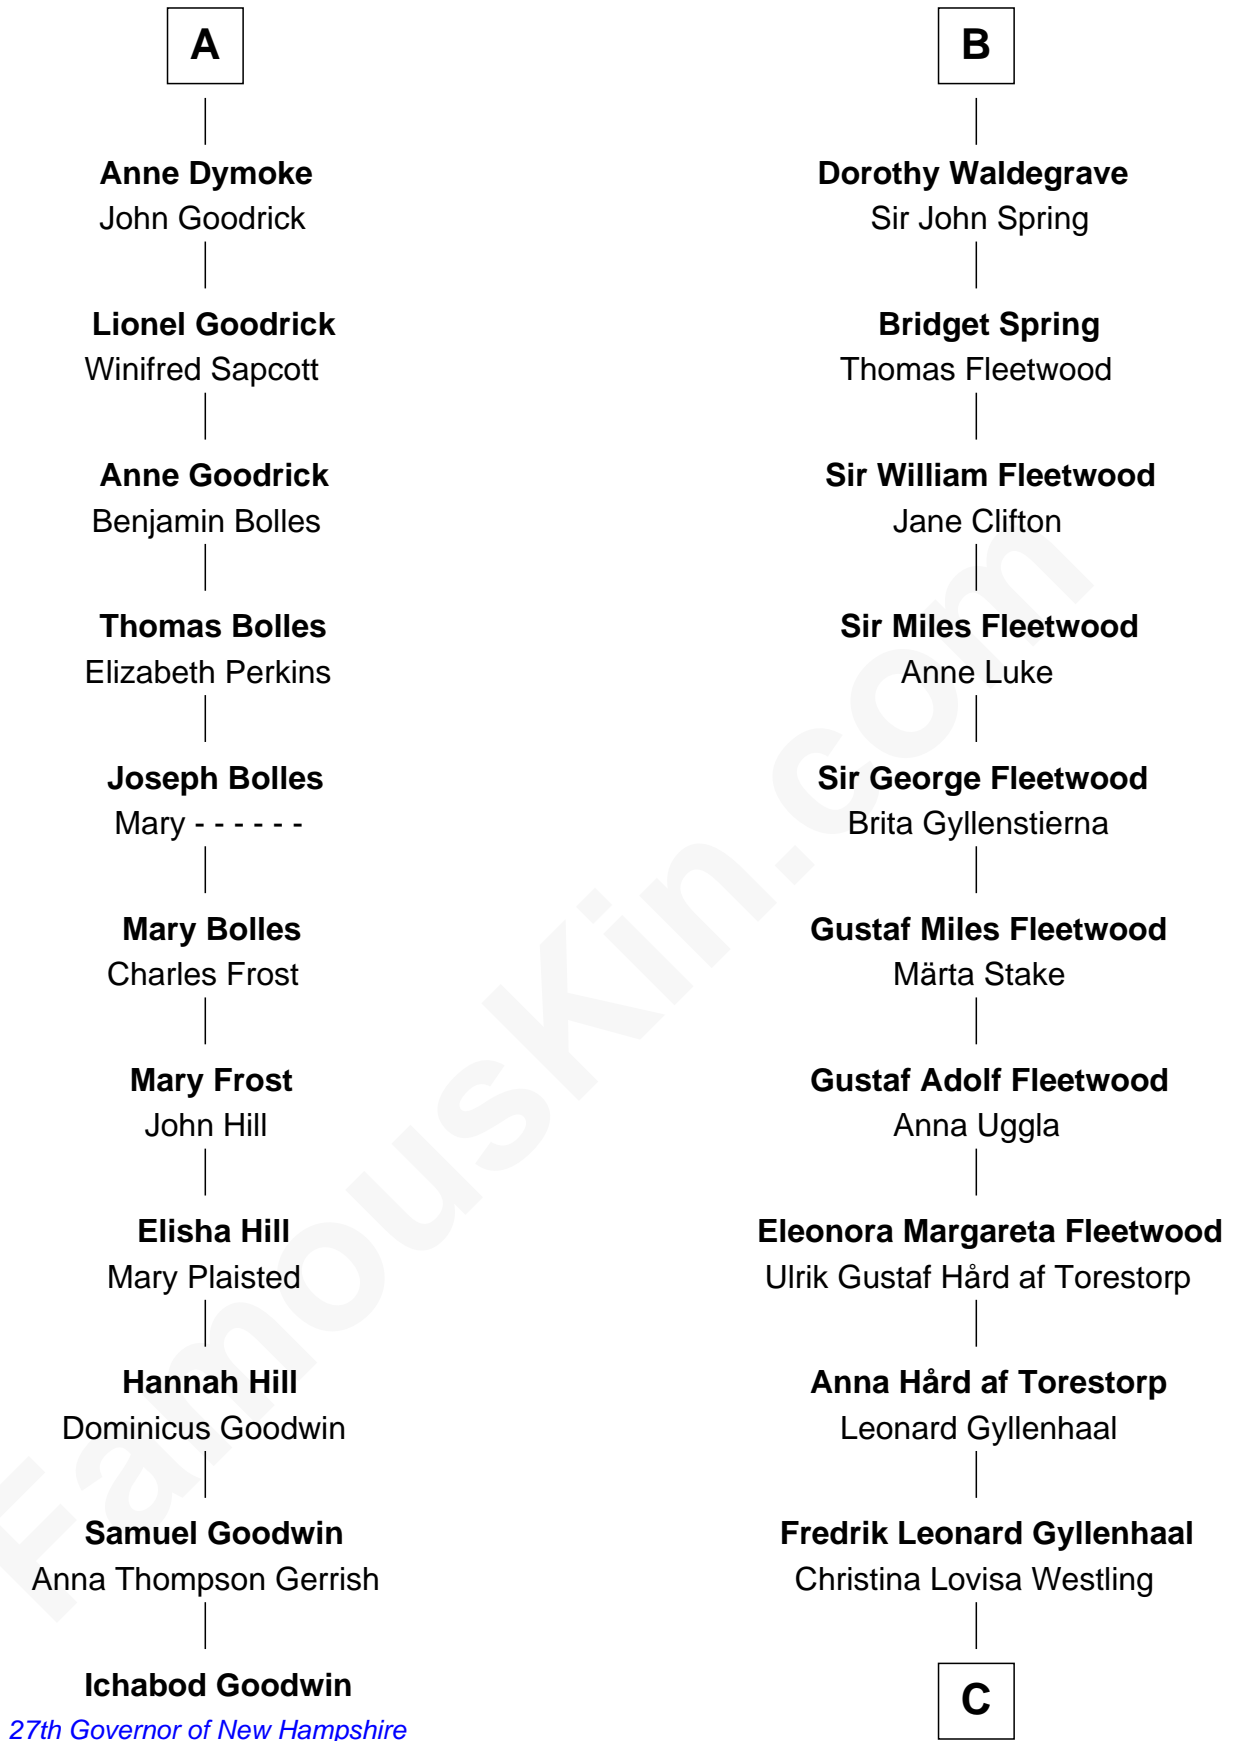 A
Anne Dymoke
John Goodrick
Lionel Goodrick
Winifred Sapcott
Anne Goodrick
Benjamin Bolles
Thomas Bolles
Elizabeth Perkins
Joseph Bolles
Mary - - - - - -
Mary Bolles
Charles Frost
Mary Frost
John Hill
Elisha Hill
Mary Plaisted
Hannah Hill
Dominicus Goodwin
Samuel Goodwin
Anna Thompson Gerrish
Ichabod Goodwin
27th Governor of New Hampshire
B
Dorothy Waldegrave
Sir John Spring
Bridget Spring
Thomas Fleetwood
Sir William Fleetwood
Jane Clifton
Sir Miles Fleetwood
Anne Luke
Sir George Fleetwood
Brita Gyllenstierna
Gustaf Miles Fleetwood
Märta Stake
Gustaf Adolf Fleetwood
Anna Uggla
Eleonora Margareta Fleetwood
Ulrik Gustaf Hård af Torestorp
Anna Hård af Torestorp
Leonard Gyllenhaal
Fredrik Leonard Gyllenhaal
Christina Lovisa Westling
C
FamousKin.com